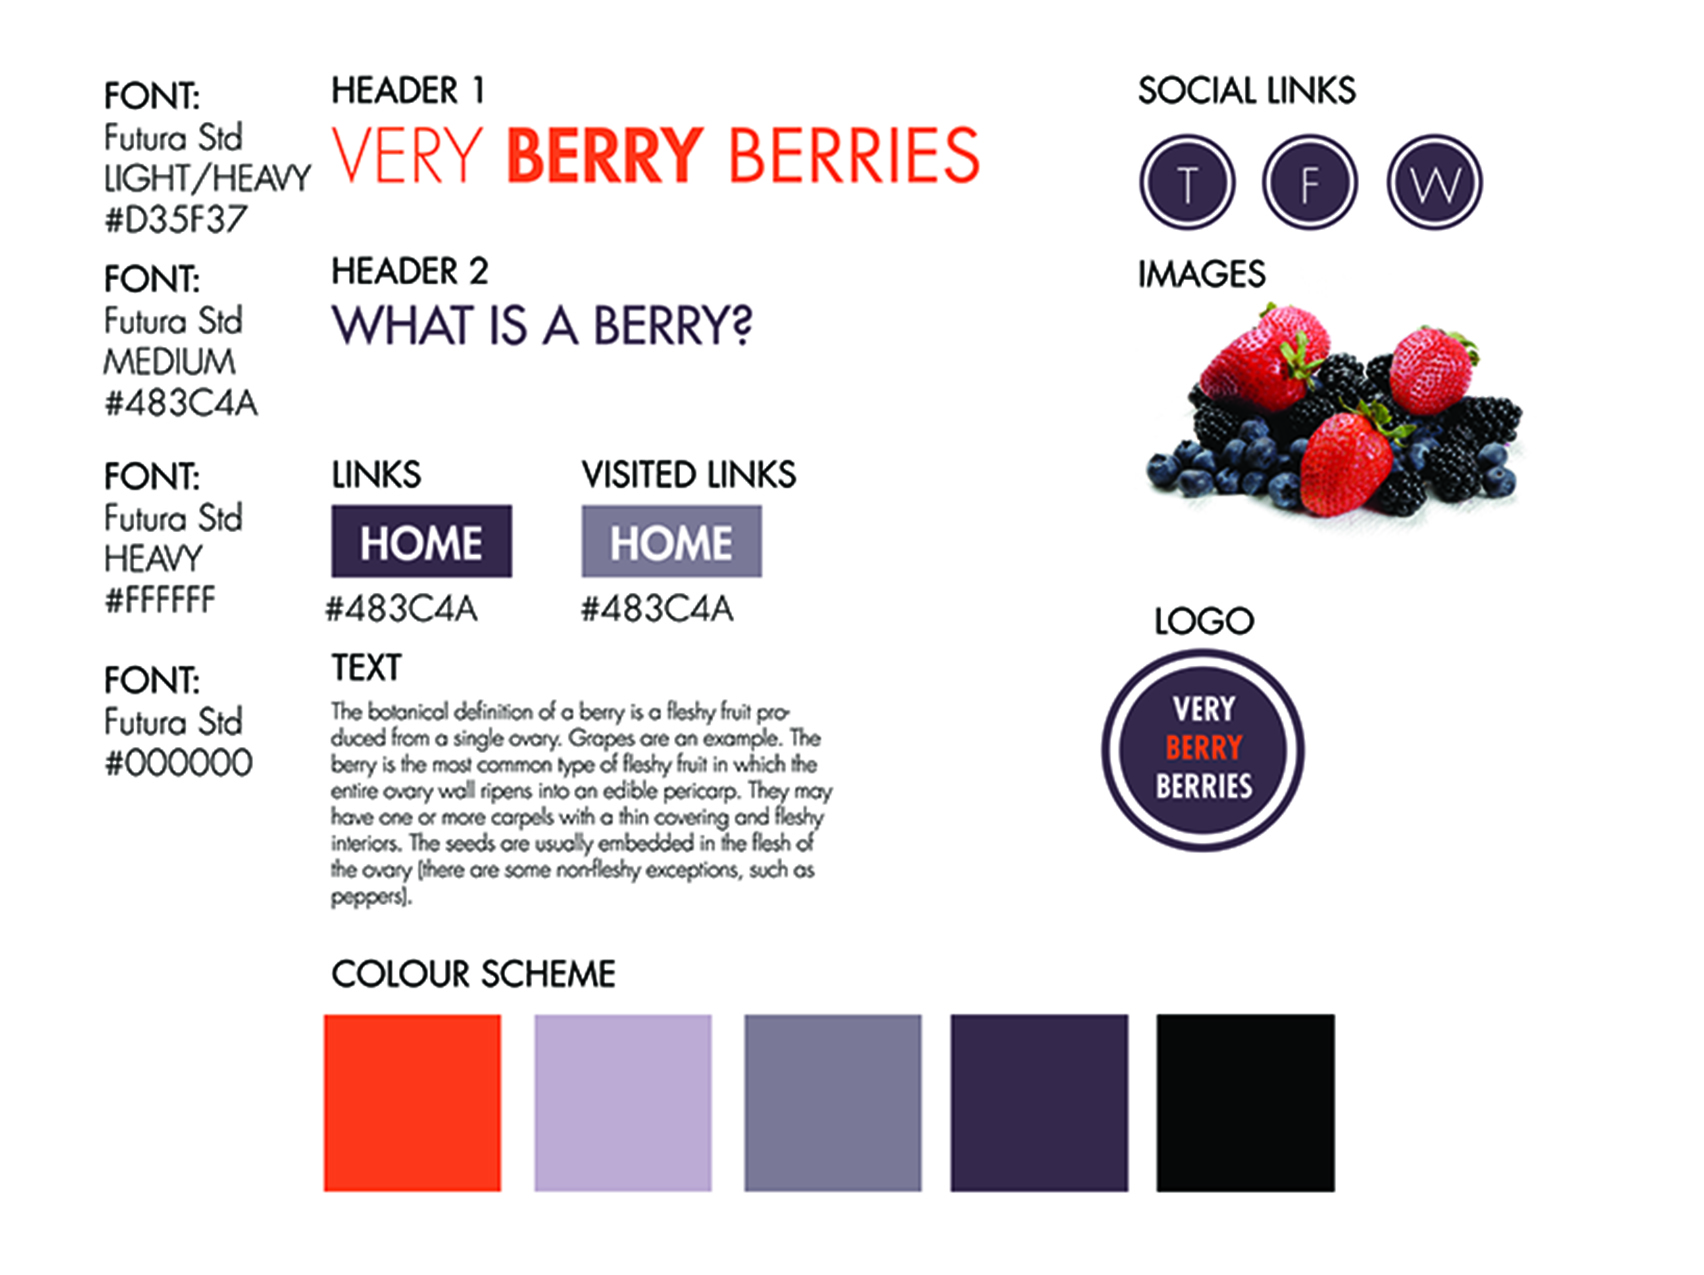 FONT:
Futura Std
LIGHT/HEAVY
#D35F37
HEADER 1
VERY BERRY BERRIES
FONT:
Futura Std
MEDIUM
#483C4A
HEADER 2
WHAT IS A BERRY?
FONT:
Futura Std
HEAVY
#FFFFFF
LINKS
HOME
#483C4A
VISITED LINKS
HOME
#483C4A
FONT:
Futura Std
#000000
TEXT
The botanical definition of a berry is a fleshy fruit pro-
duced from a single ovary. Grapes are an example. The
berry is the most common type of fleshy fruit in which the
entire ovary wall ripens into an edible pericarp. They may
have one or more carpels with a thin covering and fleshy
interiors. The seeds are usually embedded in the flesh of
the ovary (there are some non-fleshy exceptions, such as
peppers).
COLOUR SCHEME
SOCIAL LINKS
T
F
W
IMAGES
LOGO
VERY
BERRY
BERRIES